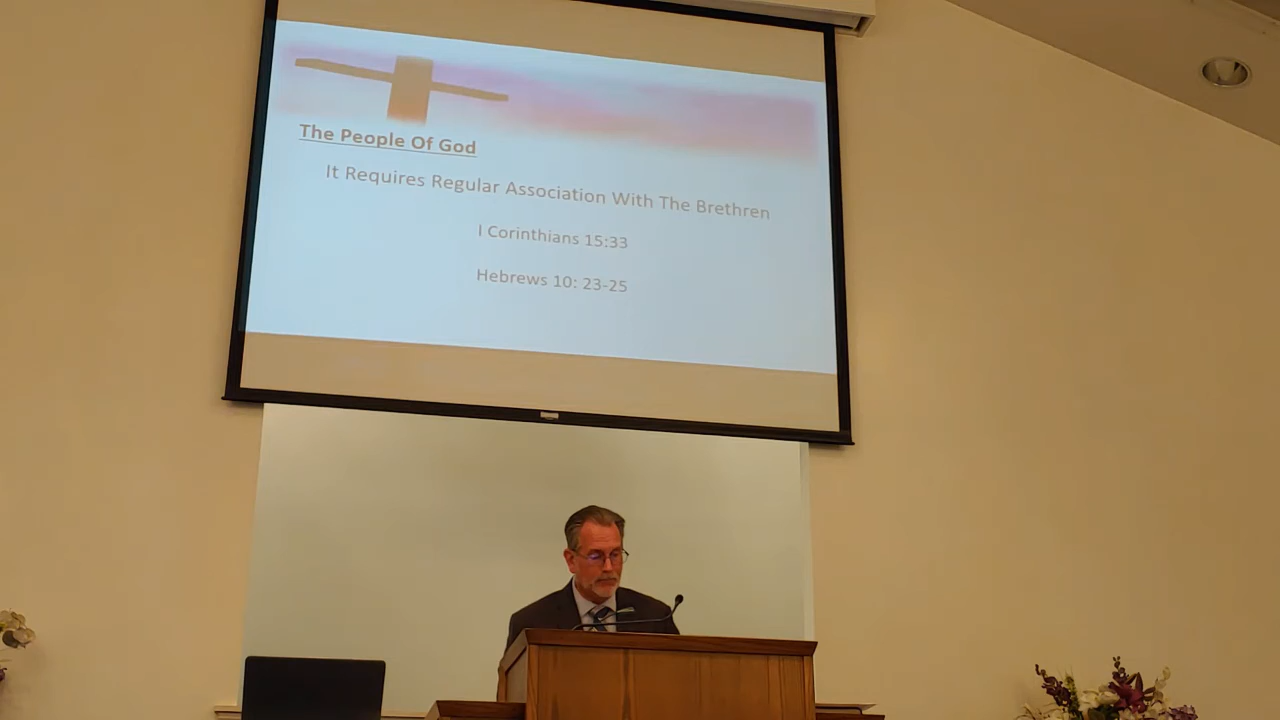 The People Of God
It Requires Regular Association With The Brethren
I Corinthians 15:33
Hebrews 10: 23-25